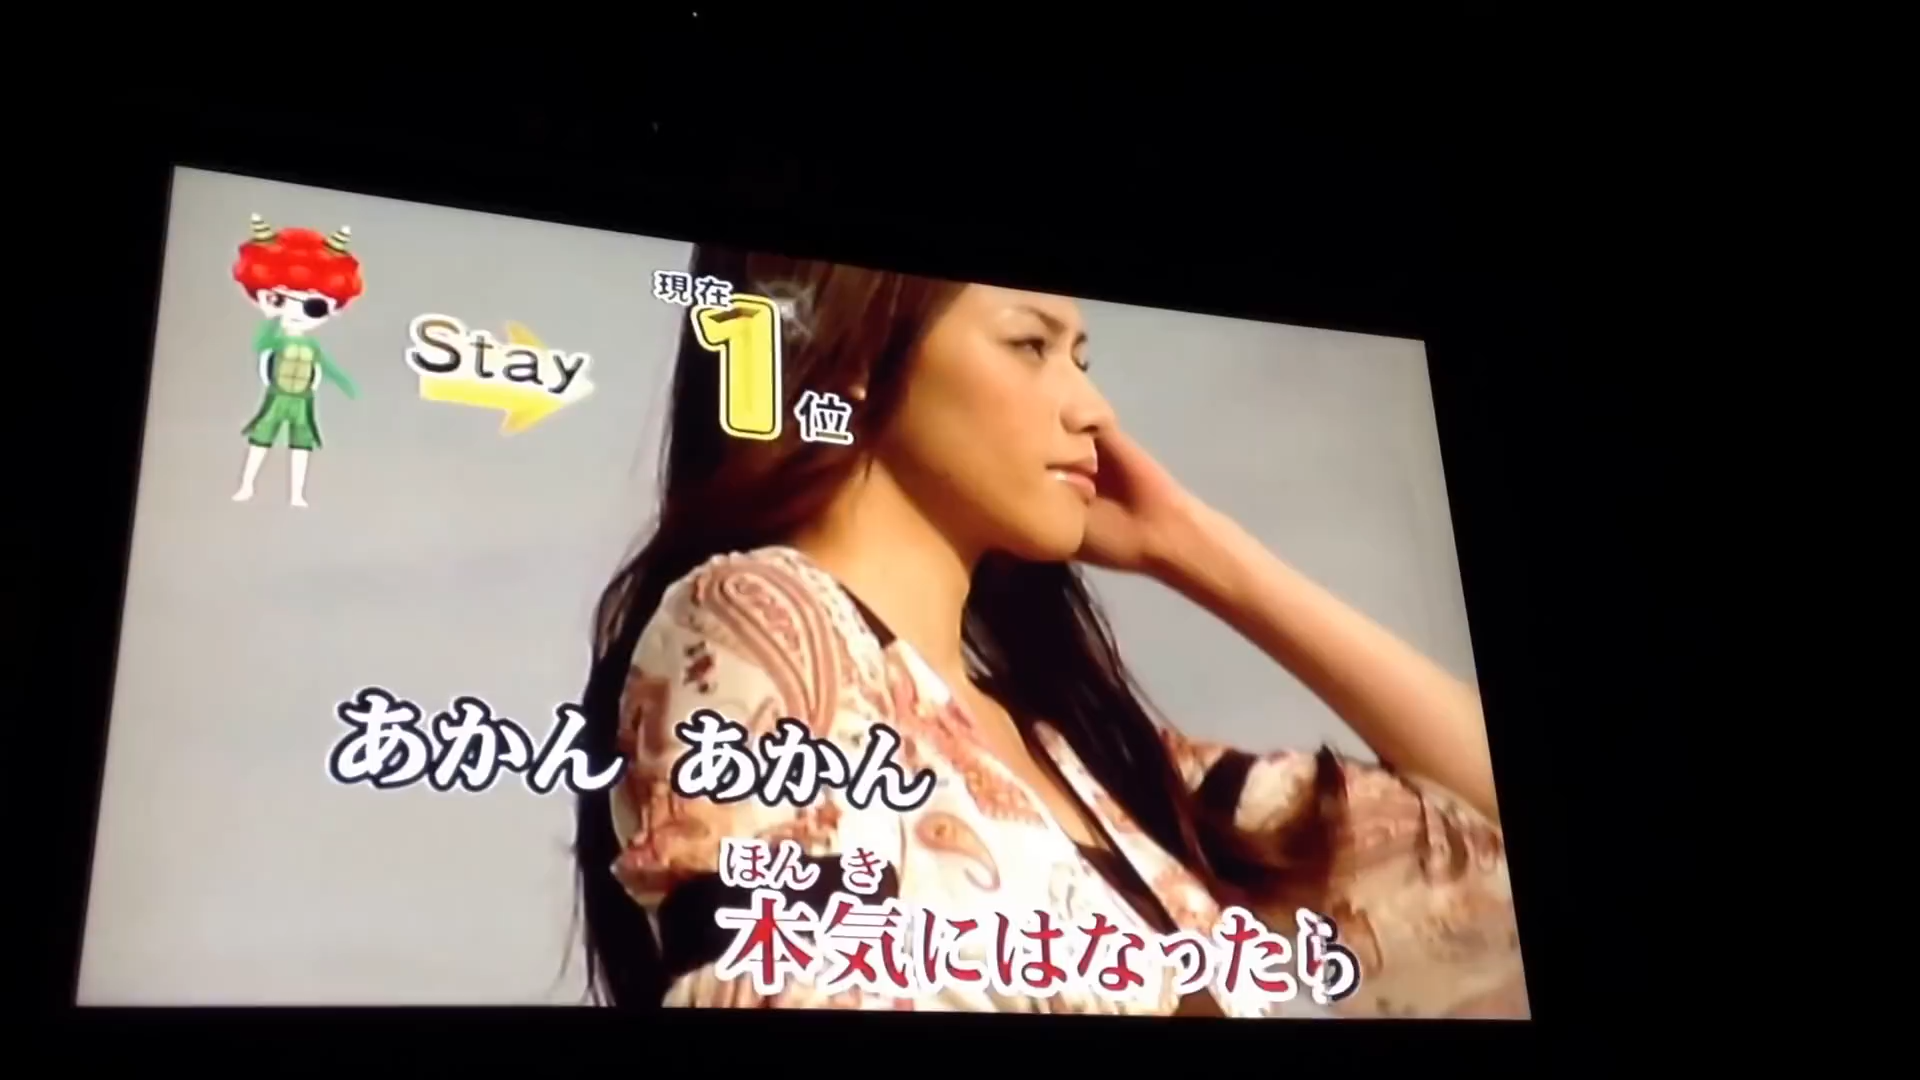 現在
Stay
1位
あかん あかん
ほん き
本気にはなったら